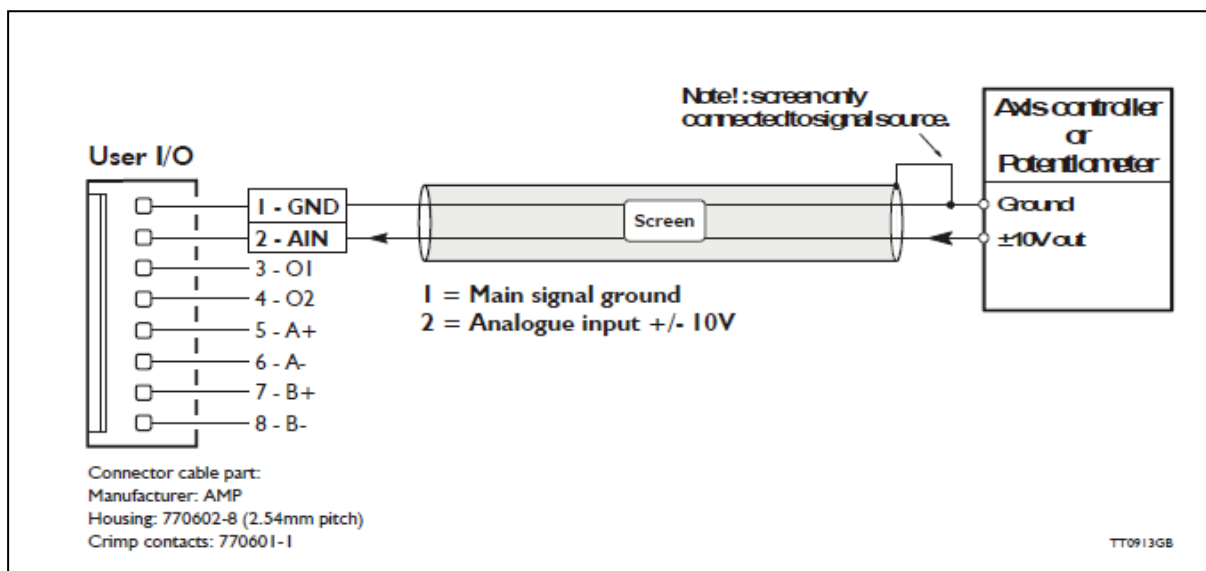 Note! : screen only
connected to signal source.
Axis controller
or
Potentiometer
User I/O
1 - GND
2 - AIN
3 - O1
4 - O2
5 - A+
6 - A-
7 - B+
8 - B-
Screen
Ground
±10V out
1 = Main signal ground
2 = Analogue input +/- 10V
Connector cable part:
Manufacturer: AMP
Housing: 770602-8 (2.54mm pitch)
Crimp contacts: 770601-1
TT0913GB